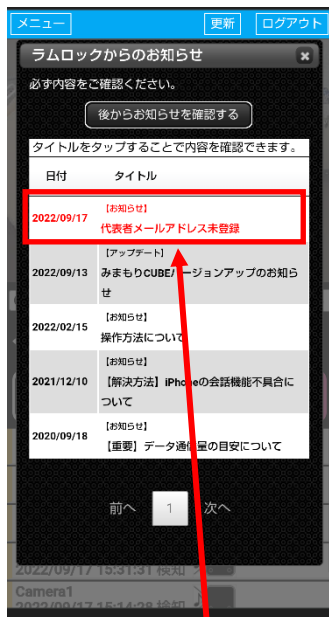 メニュー 更新 ログアウト
ラムロックからのお知らせ
必ず内容をご確認ください。
後からお知らせを確認する
タイトルをタップすることで内容を確認できます。
日付 タイトル
2022/09/17 【お知らせ】
代表者メールアドレス未登録
2022/09/13 【アップデート】
みまもりCUBEバージョンアップのお知ら
せ
2022/02/15 【お知らせ】
操作方法について
2021/12/10 【お知らせ】
【解決方法】iPhoneの会話機能不具合に
ついて
2020/09/18 【お知らせ】
【重要】データ通信量の目安について
前へ 1 次へ
2022/09/17 15:31:31 検知
Camera1
2022/09/17 15:14:28 検知